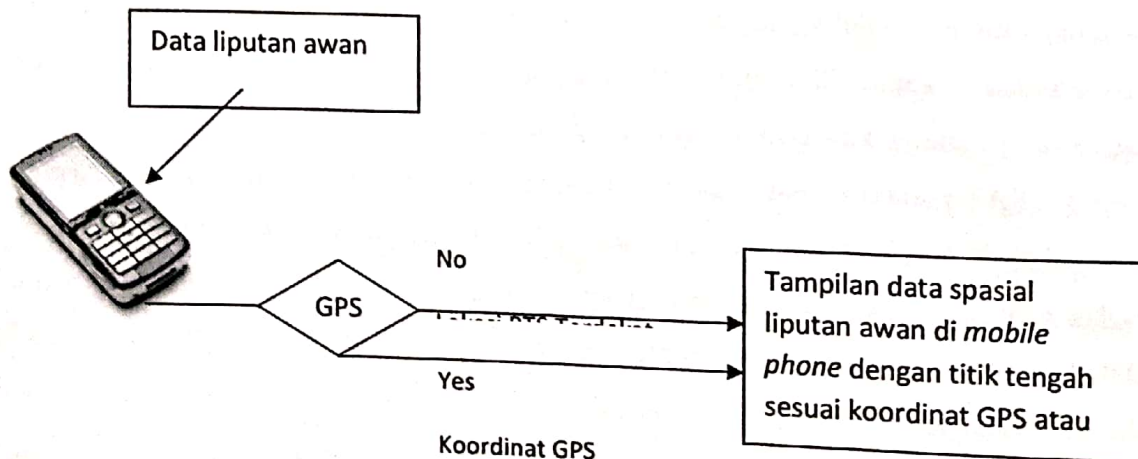 Data liputan awan
No
GPS
Yes
Koordinat GPS
Tampilan data spasial
liputan awan di mobile
phone dengan titik tengah
sesuai koordinat GPS atau